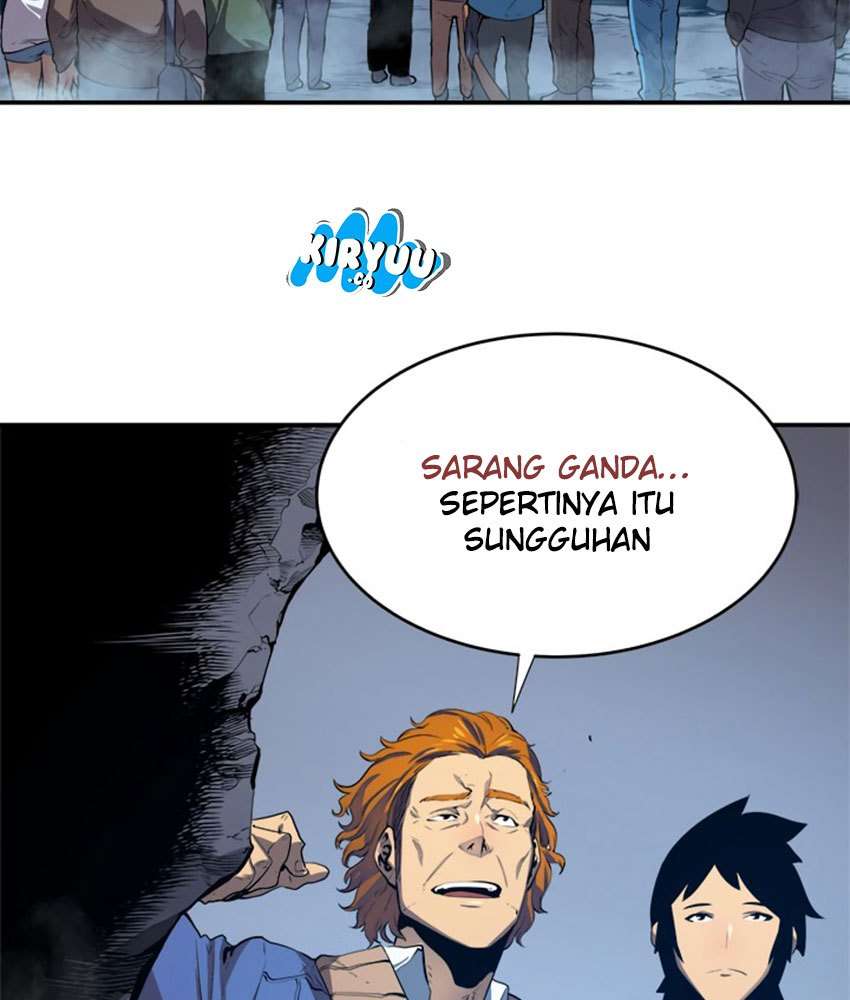 KIRYUU
.CO
SARANG GANDA...
SEPERTINYA ITU
SUNGGUHAN